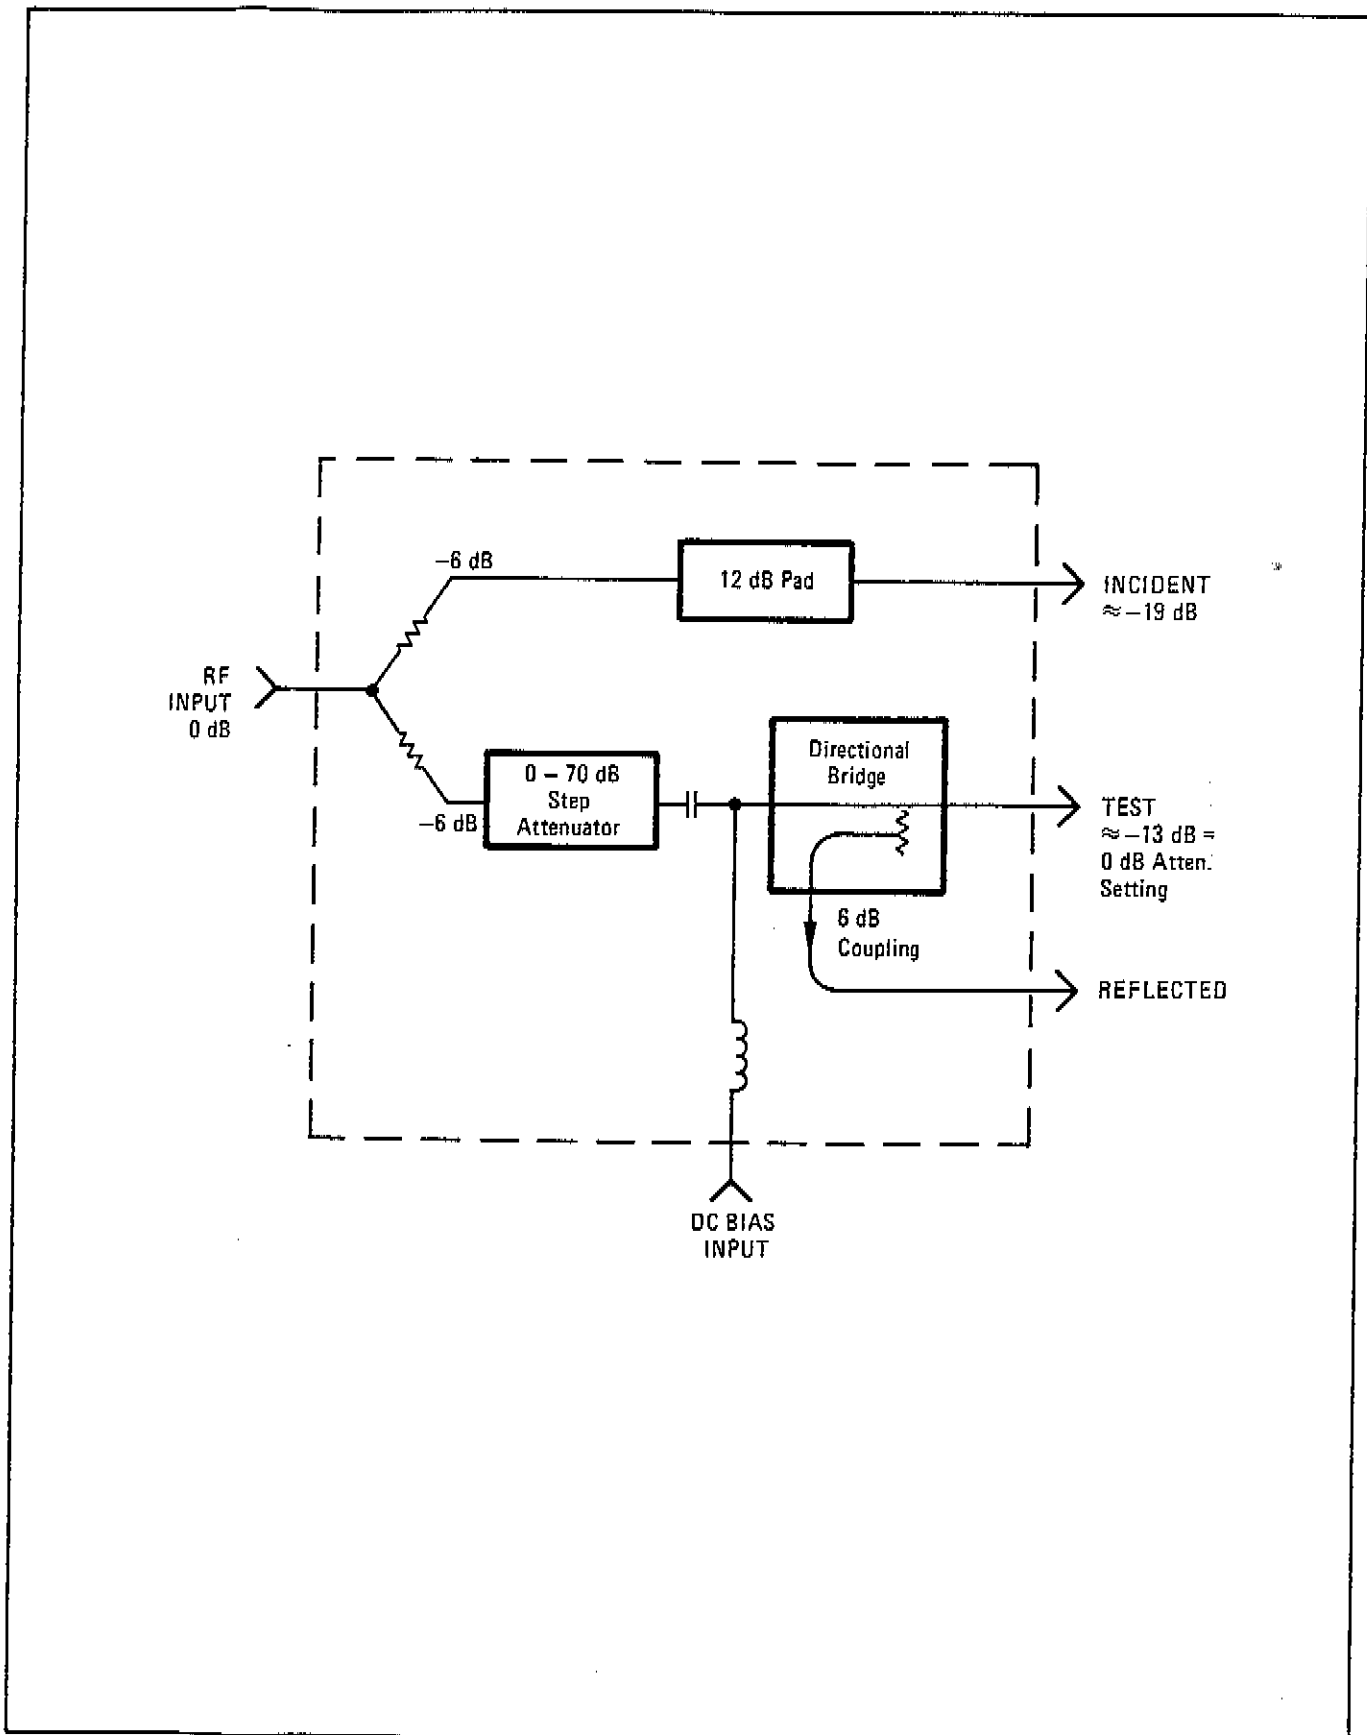 –6 dB
12 dB Pad
INCIDENT
≈ –19 dB
RF
INPUT
0 dB
–6 dB
0 – 70 dB
Step
Attenuator
Directional
Bridge
TEST
≈ –13 dB =
0 dB Atten.
Setting
6 dB
Coupling
REFLECTED
DC BIAS
INPUT